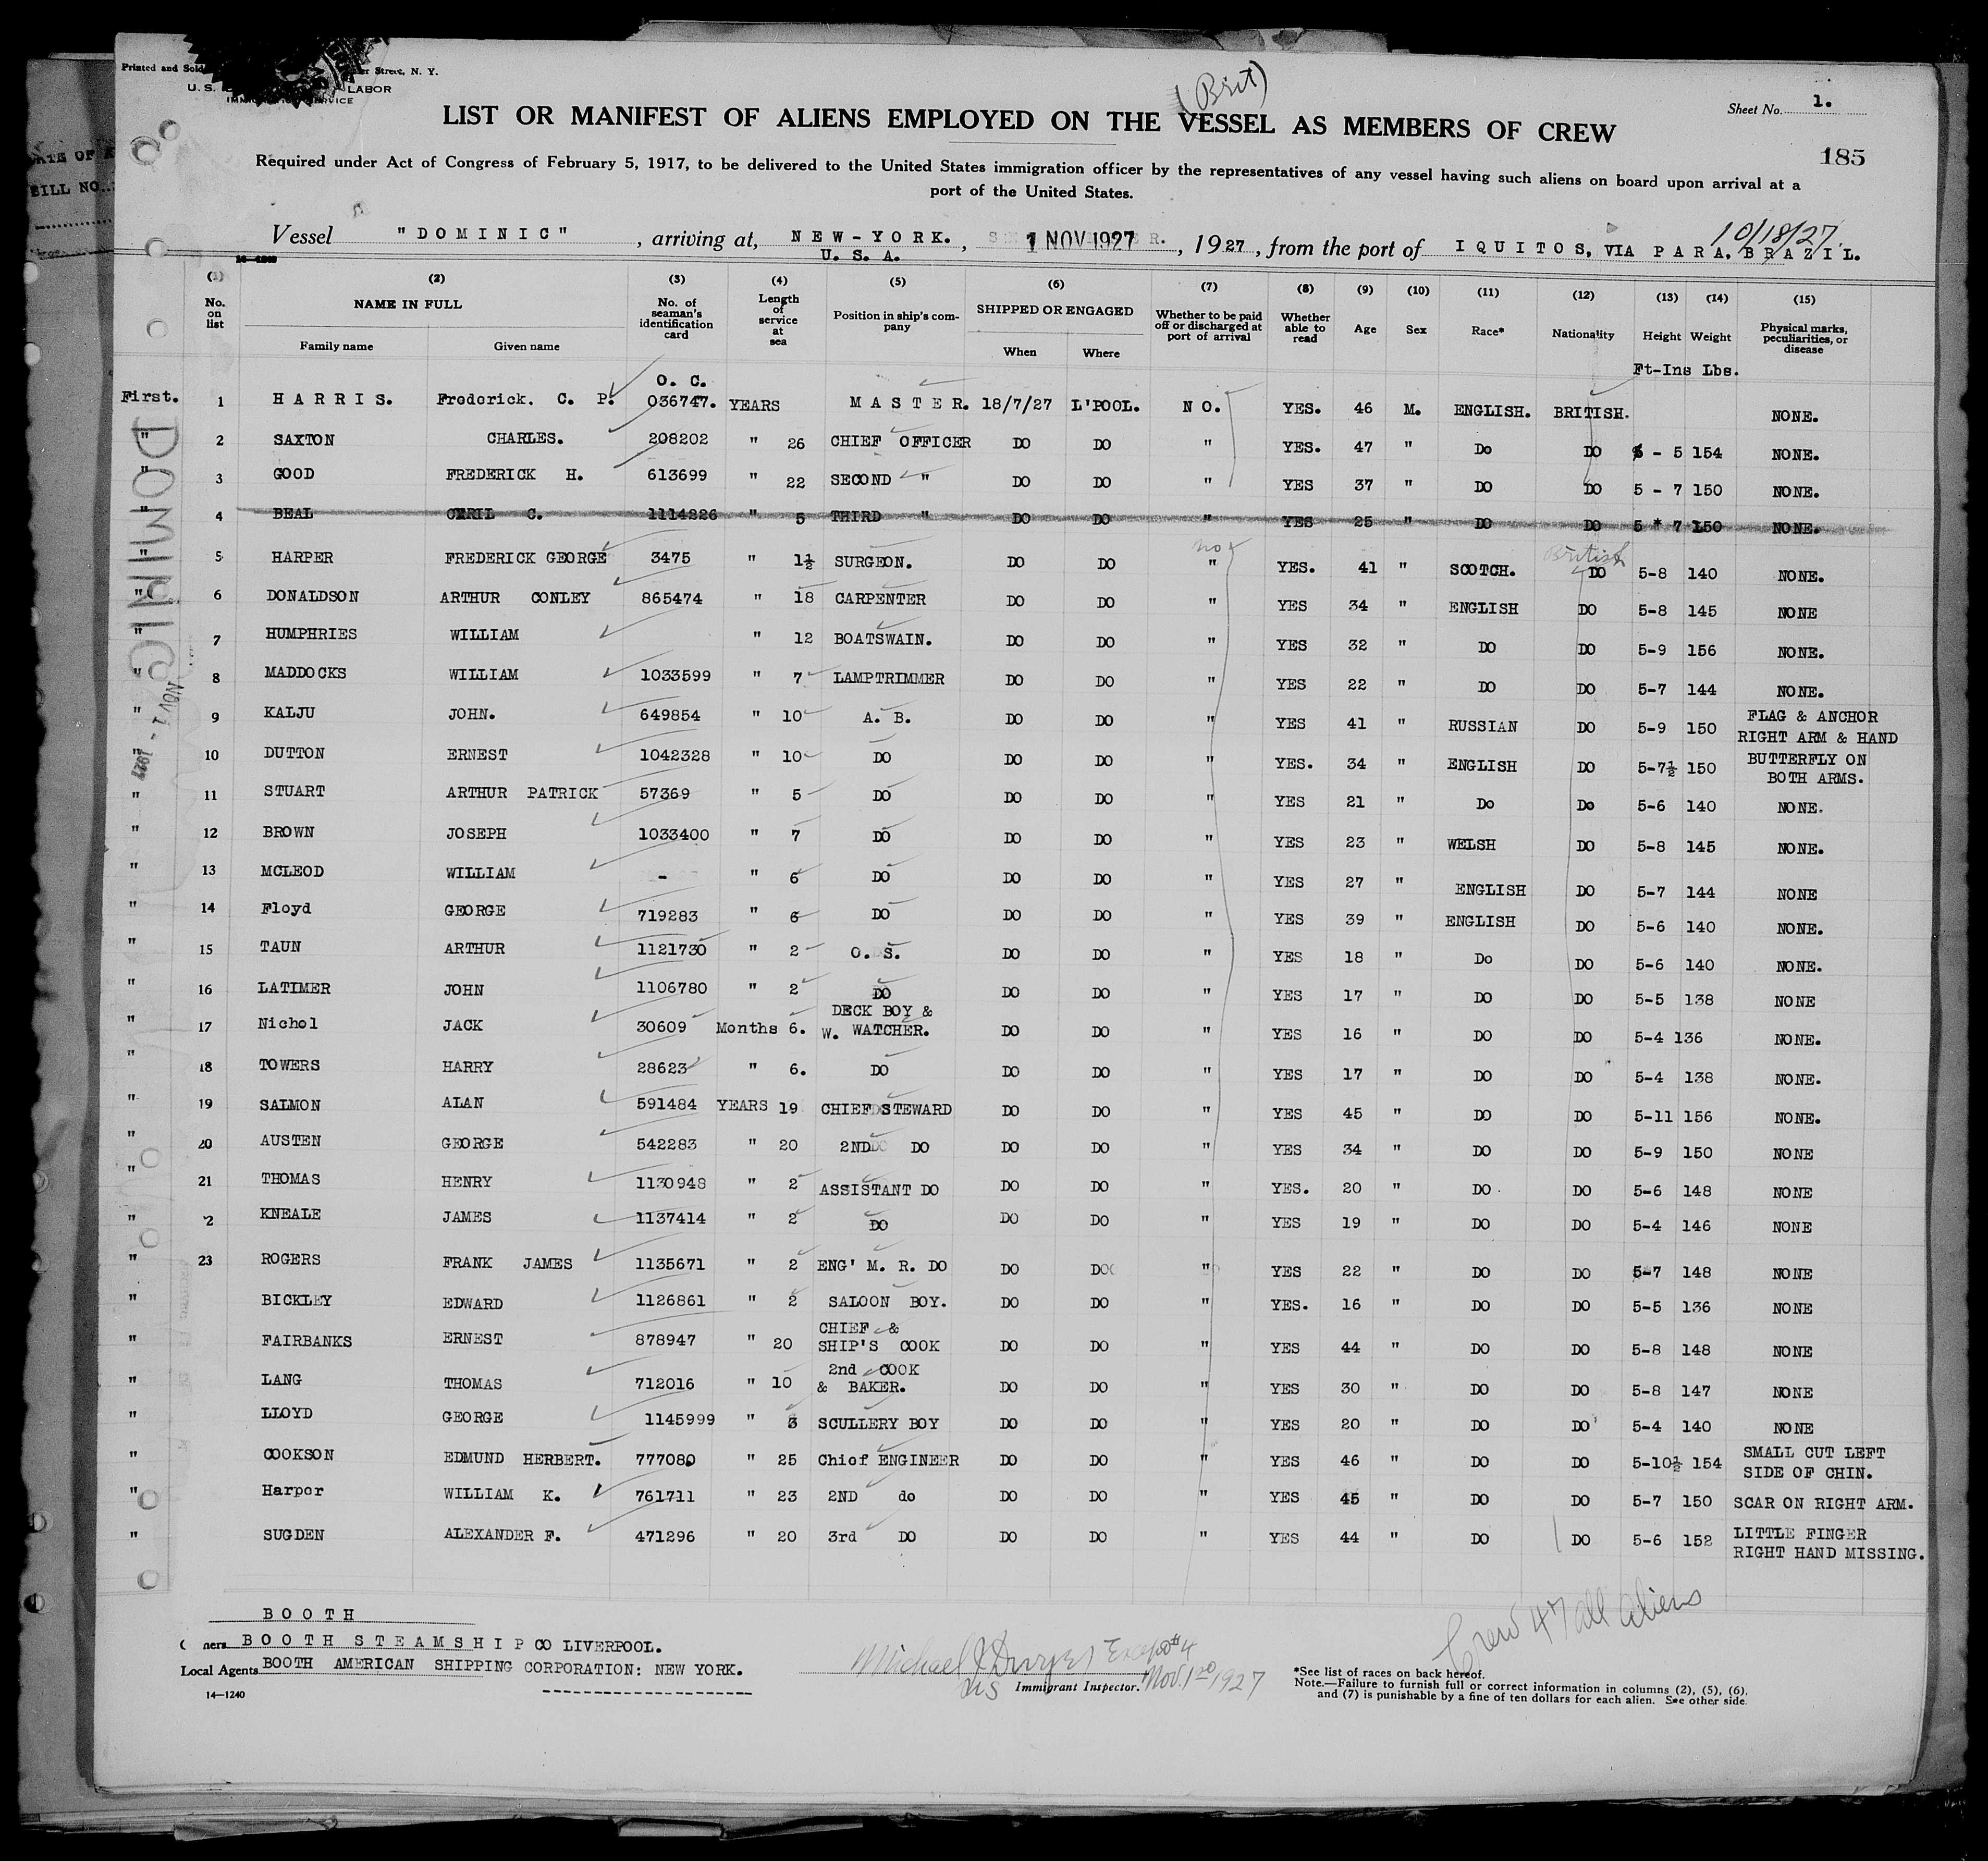 Printed and Sold Street, N. Y.
U. S. LABOR
IMMIGRATION SERVICE
(Brit)
LIST OR MANIFEST OF ALIENS EMPLOYED ON THE VESSEL AS MEMBERS OF CREW
Sheet No. 1.
185
Required under Act of Congress of February 5, 1917, to be delivered to the United States immigration officer by the representatives of any vessel having such aliens on board upon arrival at a
port of the United States.
10/18/27
Vessel "DOMINIC", arriving at, NEW-YORK. U. S. A., 1 NOV 1927, 1927, from the port of IQUITOS, VIA PARA, BRAZIL.
(2) (3) (4) (5) (6) (7) (8) (9) (10) (11) (12) (13) (14) (15)
No. on list NAME IN FULL Family name Given name No. of seaman's identification card Length of service at sea Position in ship's company SHIPPED OR ENGAGED When Where Whether to be paid off or discharged at port of arrival Whether able to read Age Sex Race* Nationality Height Weight Physical marks, peculiarities, or disease
Ft-Ins Lbs.
O. C.
First. 1 HARRIS. Frederick. C. P. 036747. YEARS MASTER. 18/7/27 L'POOL. NO. YES. 46 M. ENGLISH. BRITISH. NONE.
" 2 SAXTON CHARLES. 208202 " 26 CHIEF OFFICER DO DO " YES. 47 " Do DO 5 - 5 154 NONE.
" 3 GOOD FREDERICK H. 613699 " 22 SECOND " DO DO " YES 37 " DO DO 5 - 7 150 NONE.
" 4 BEAL CYRIL C. 1114226 " 5 THIRD " DO DO " YES 25 " DO DO 5 * 7 150 NONE.
no British
" 5 HARPER FREDERICK GEORGE 3475 " 1½ SURGEON. DO DO " YES. 41 " SCOTCH. DO 5-8 140 NONE.
" 6 DONALDSON ARTHUR CONLEY 865474 " 18 CARPENTER DO DO " YES 34 " ENGLISH DO 5-8 145 NONE
" 7 HUMPHRIES WILLIAM " 12 BOATSWAIN. DO DO " YES 32 " DO DO 5-9 156 NONE.
" 8 MADDOCKS WILLIAM 1033599 " 7 LAMPTRIMMER DO DO " YES 22 " DO DO 5-7 144 NONE.
" 9 KALJU JOHN. 649854 " 10 A. B. DO DO " YES 41 " RUSSIAN DO 5-9 150 FLAG & ANCHOR RIGHT ARM & HAND
" 10 DUTTON ERNEST 1042328 " 10 DO DO DO " YES. 34 " ENGLISH DO 5-7½ 150 BUTTERFLY ON BOTH ARMS.
" 11 STUART ARTHUR PATRICK 57369 " 5 DO DO DO " YES 21 " Do Do 5-6 140 NONE.
" 12 BROWN JOSEPH 1033400 " 7 DO DO DO " YES 23 " WELSH DO 5-8 145 NONE.
" 13 MCLEOD WILLIAM - " 6 DO DO DO " YES 27 " ENGLISH DO 5-7 144 NONE
" 14 Floyd GEORGE 719283 " 6 DO DO DO " YES 39 " ENGLISH DO 5-6 140 NONE.
" 15 TAUN ARTHUR 1121730 " 2 O. S. DO DO " YES 18 " Do DO 5-6 140 NONE.
" 16 LATIMER JOHN 1106780 " 2 DO DO DO " YES 17 " DO DO 5-5 138 NONE
" 17 Nichol JACK 30609 Months 6. DECK BOY & W. WATCHER. DO DO " YES 16 " DO DO 5-4 136 NONE.
" 18 TOWERS HARRY 28623 " 6. DO DO DO " YES 17 " DO DO 5-4 138 NONE.
" 19 SALMON ALAN 591484 YEARS 19 CHIEF STEWARD DO DO " YES 45 " DO DO 5-11 156 NONE.
" 20 AUSTEN GEORGE 542283 " 20 2ND DO DO DO " YES 34 " DO DO 5-9 150 NONE
" 21 THOMAS HENRY 1130948 " 2 ASSISTANT DO DO DO " YES. 20 " DO DO 5-6 148 NONE
" 2 KNEALE JAMES 1137414 " 2 DO DO DO " YES 19 " DO DO 5-4 146 NONE
" 23 ROGERS FRANK JAMES 1135671 " 2 ENG' M. R. DO DO DO " YES 22 " DO DO 5-7 148 NONE
" BICKLEY EDWARD 1126861 " 2 SALOON BOY. DO DO " YES. 16 " DO DO 5-5 136 NONE
" FAIRBANKS ERNEST 878947 " 20 CHIEF & SHIP'S COOK DO DO " YES 44 " DO DO 5-8 148 NONE
" LANG THOMAS 712016 " 10 2nd COOK & BAKER. DO DO " YES 30 " DO DO 5-8 147 NONE
" LLOYD GEORGE 1145999 " 3 SCULLERY BOY DO DO " YES 20 " DO DO 5-4 140 NONE
" COOKSON EDMUND HERBERT. 777080 " 25 Chief ENGINEER DO DO " YES 46 " DO DO 5-10½ 154 SMALL CUT LEFT SIDE OF CHIN.
" Harper WILLIAM K. 761711 " 23 2ND do DO DO " YES 45 " DO DO 5-7 150 SCAR ON RIGHT ARM.
" SUGDEN ALEXANDER F. 471296 " 20 3rd DO DO DO " YES 44 " DO DO 5-6 152 LITTLE FINGER RIGHT HAND MISSING.
DOMINIC
NOV 1 - 1927
BOOTH
Crew 47 all aliens
Owners BOOTH STEAMSHIP CO LIVERPOOL.
Local Agents BOOTH AMERICAN SHIPPING CORPORATION: NEW YORK.
Michael J Dwyer Except #4
Immigrant Inspector. Nov. 1st 1927
14—1240
*See list of races on back hereof.
Note.—Failure to furnish full or correct information in columns (2), (5), (6),
and (7) is punishable by a fine of ten dollars for each alien. See other side.
BILL NO.